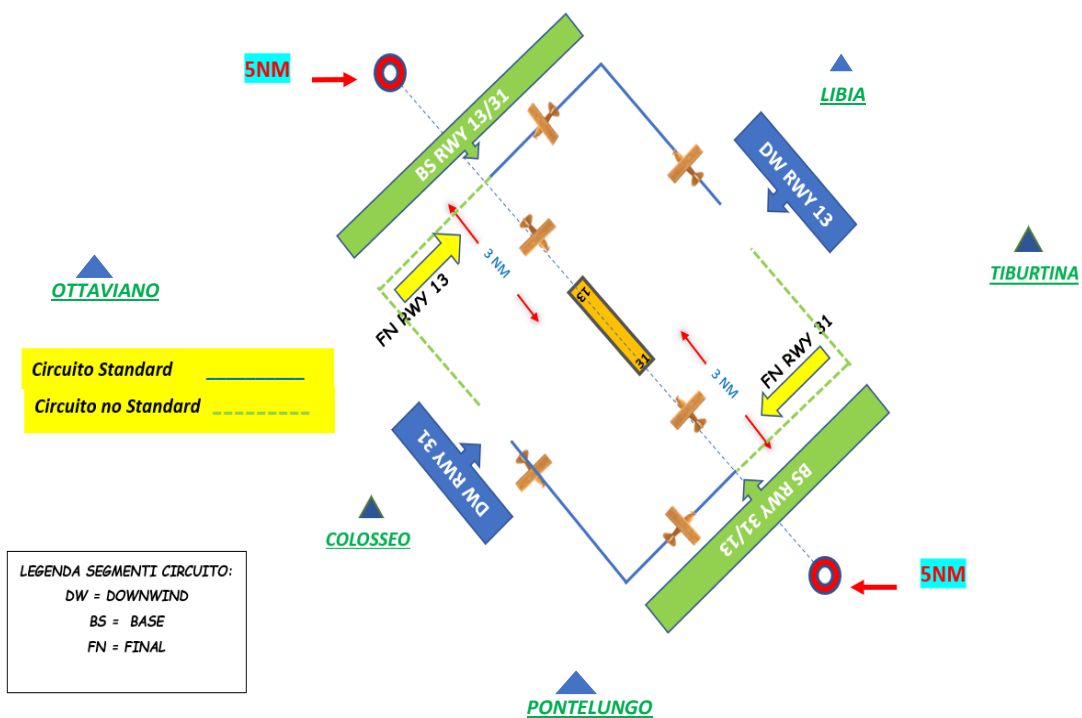 5NM
LIBIA
BS RWY 13/31
DW RWY 13
TIBURTINA
OTTAVIANO
3 NM
FN RWY 13
13
31
3 NM
FN RWY 31
Circuito Standard
Circuito no Standard
DW RWY 31
BS RWY 31/13
COLOSSEO
5NM
LEGENDA SEGMENTI CIRCUITO:
DW = DOWNWIND
BS = BASE
FN = FINAL
PONTELUNGO